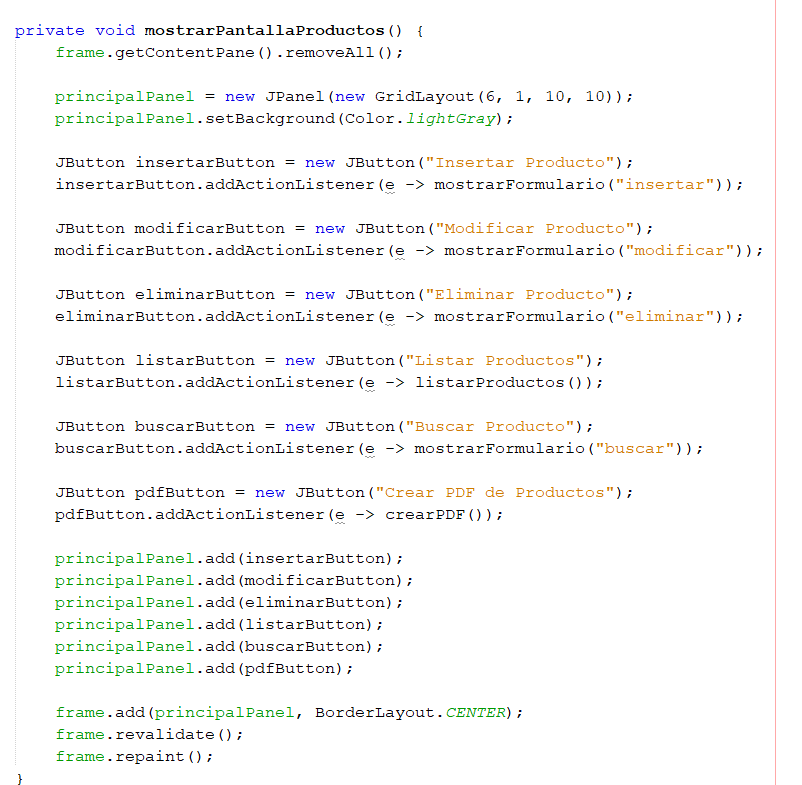 private void mostrarPantallaProductos() {
    frame.getContentPane().removeAll();

    principalPanel = new JPanel(new GridLayout(6, 1, 10, 10));
    principalPanel.setBackground(Color.lightGray);

    JButton insertarButton = new JButton("Insertar Producto");
    insertarButton.addActionListener(e -> mostrarFormulario("insertar"));

    JButton modificarButton = new JButton("Modificar Producto");
    modificarButton.addActionListener(e -> mostrarFormulario("modificar"));

    JButton eliminarButton = new JButton("Eliminar Producto");
    eliminarButton.addActionListener(e -> mostrarFormulario("eliminar"));

    JButton listarButton = new JButton("Listar Productos");
    listarButton.addActionListener(e -> listarProductos());

    JButton buscarButton = new JButton("Buscar Producto");
    buscarButton.addActionListener(e -> mostrarFormulario("buscar"));

    JButton pdfButton = new JButton("Crear PDF de Productos");
    pdfButton.addActionListener(e -> crearPDF());

    principalPanel.add(insertarButton);
    principalPanel.add(modificarButton);
    principalPanel.add(eliminarButton);
    principalPanel.add(listarButton);
    principalPanel.add(buscarButton);
    principalPanel.add(pdfButton);

    frame.add(principalPanel, BorderLayout.CENTER);
    frame.revalidate();
    frame.repaint();
}